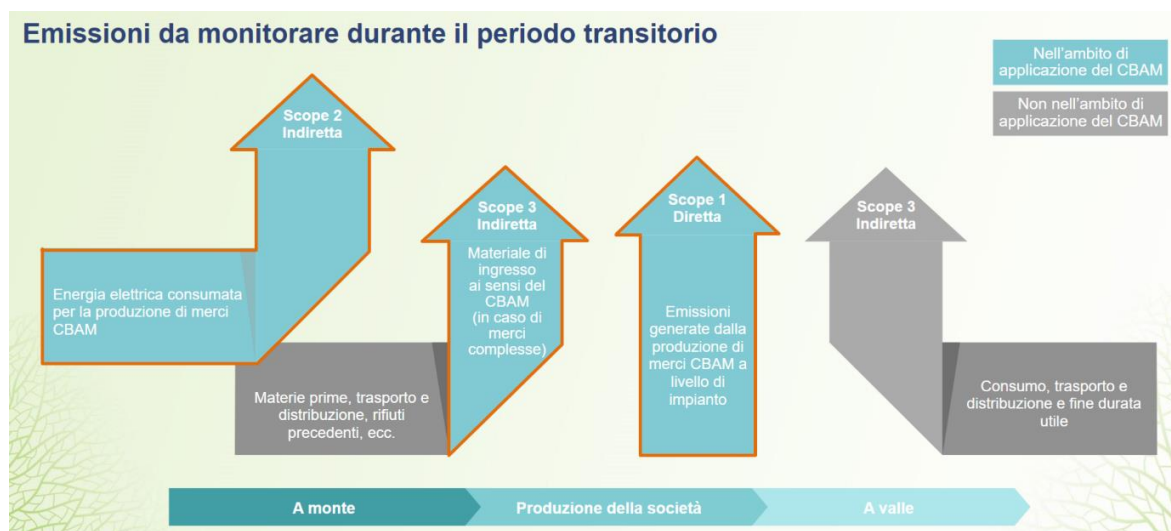 Emissioni da monitorare durante il periodo transitorio
Nell'ambito di
applicazione del CBAM
Non nell'ambito di
applicazione del CBAM
Scope 2
Indiretta
Energia elettrica consumata
per la produzione di merci
CBAM
Materie prime, trasporto e
distribuzione, rifiuti
precedenti, ecc.
Scope 3
Indiretta
Materiale di
ingresso
ai sensi del
CBAM
(in caso di
merci
complesse)
Scope 1
Diretta
Emissioni
generate dalla
produzione di
merci CBAM a
livello di
impianto
Scope 3
Indiretta
Consumo, trasporto e
distribuzione e fine durata
utile
A monte
Produzione della società
A valle